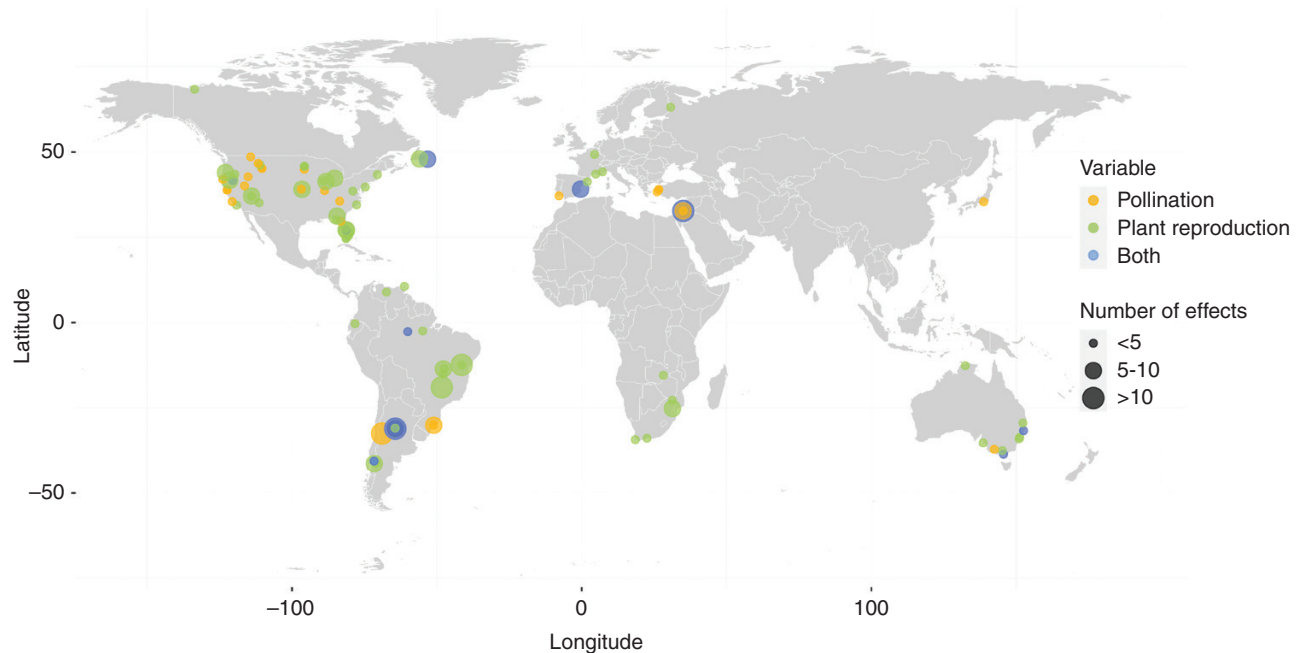 50
0
–50
Latitude
–100
0
100
Longitude
Variable
Pollination
Plant reproduction
Both
Number of effects
<5
5-10
>10